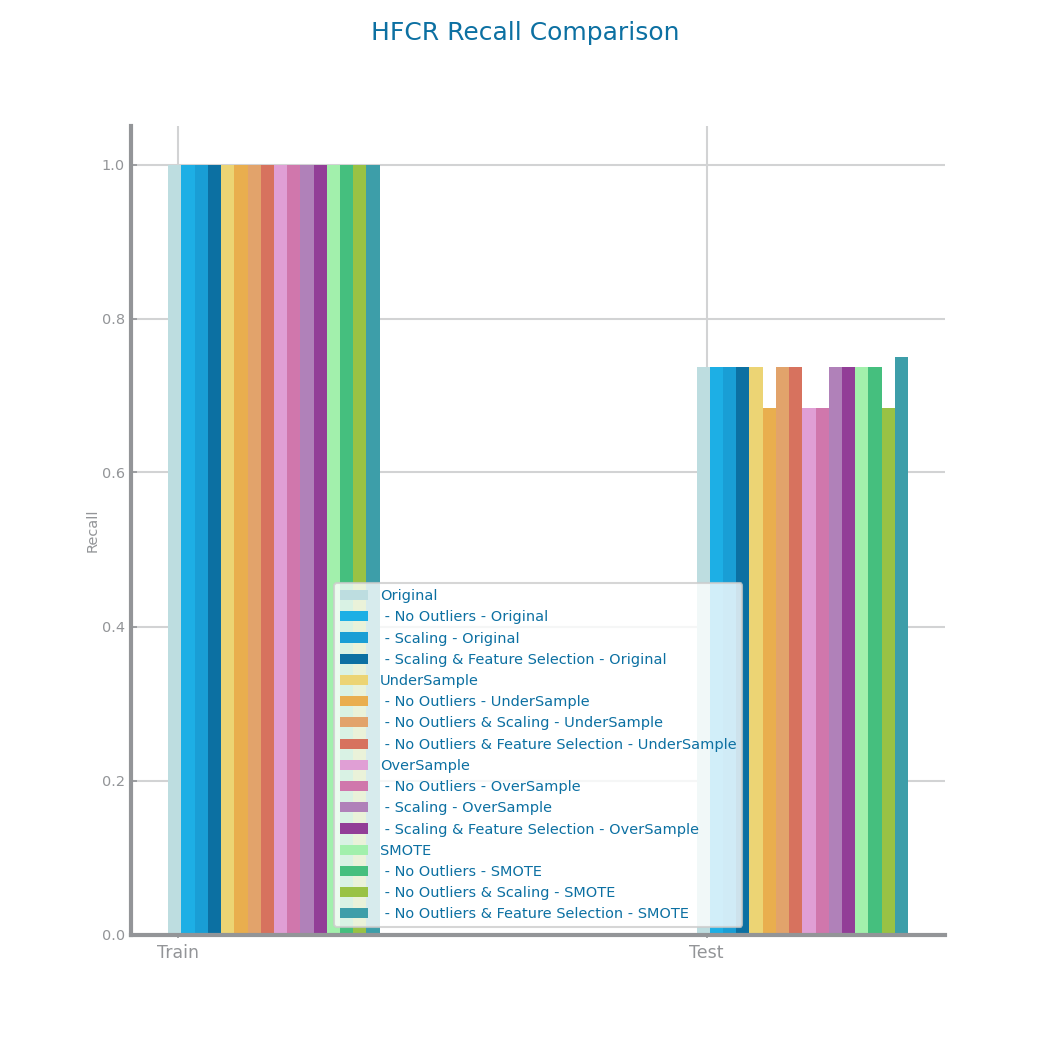 HFCR Recall Comparison
1.0
0.8
0.6
0.4
0.2
0.0
Recall
Original
- No Outliers - Original
- Scaling - Original
- Scaling & Feature Selection - Original
UnderSample
- No Outliers - UnderSample
- No Outliers & Scaling - UnderSample
- No Outliers & Feature Selection - UnderSample
OverSample
- No Outliers - OverSample
- Scaling - OverSample
- Scaling & Feature Selection - OverSample
SMOTE
- No Outliers - SMOTE
- No Outliers & Scaling - SMOTE
- No Outliers & Feature Selection - SMOTE
Train
Test